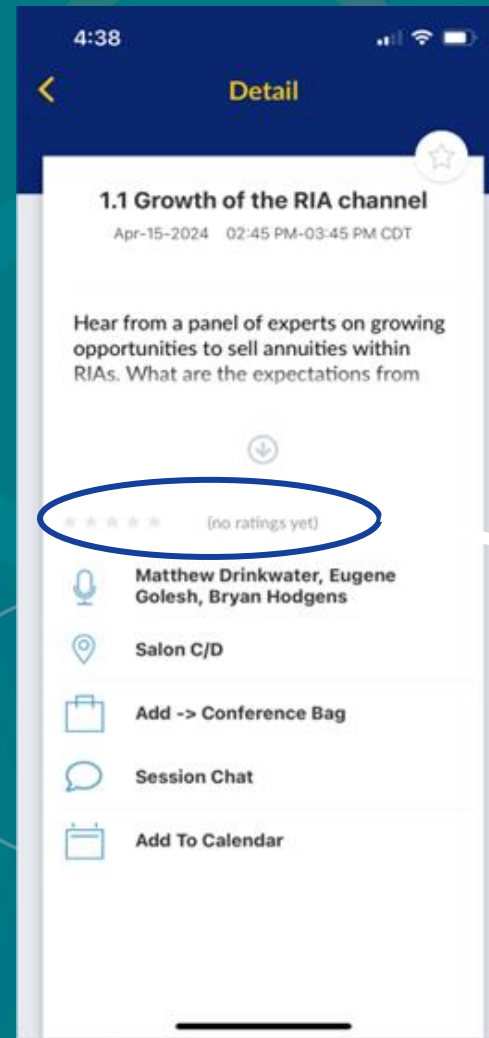 4:38
Detail
1.1 Growth of the RIA channel
Apr-15-2024 02:45 PM-03:45 PM CDT
Hear from a panel of experts on growing
opportunities to sell annuities within
RIAs. What are the expectations from
(no ratings yet)
Matthew Drinkwater, Eugene
Golesh, Bryan Hodgens
Salon C/D
Add -> Conference Bag
Session Chat
Add To Calendar